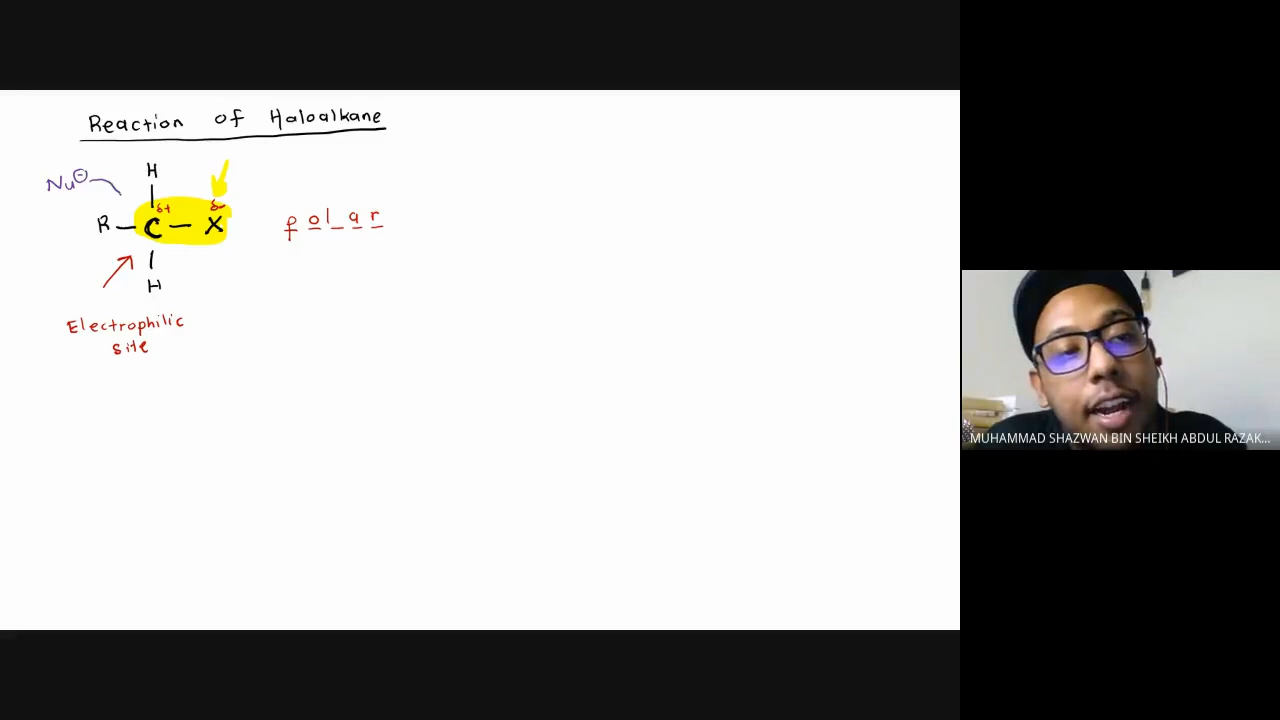 Reaction of Haloalkane
H
Nu⊖
δ+ δ-
R — C — X
polar
H
Electrophilic
site
MUHAMMAD SHAZWAN BIN SHEIKH ABDUL RAZAK...